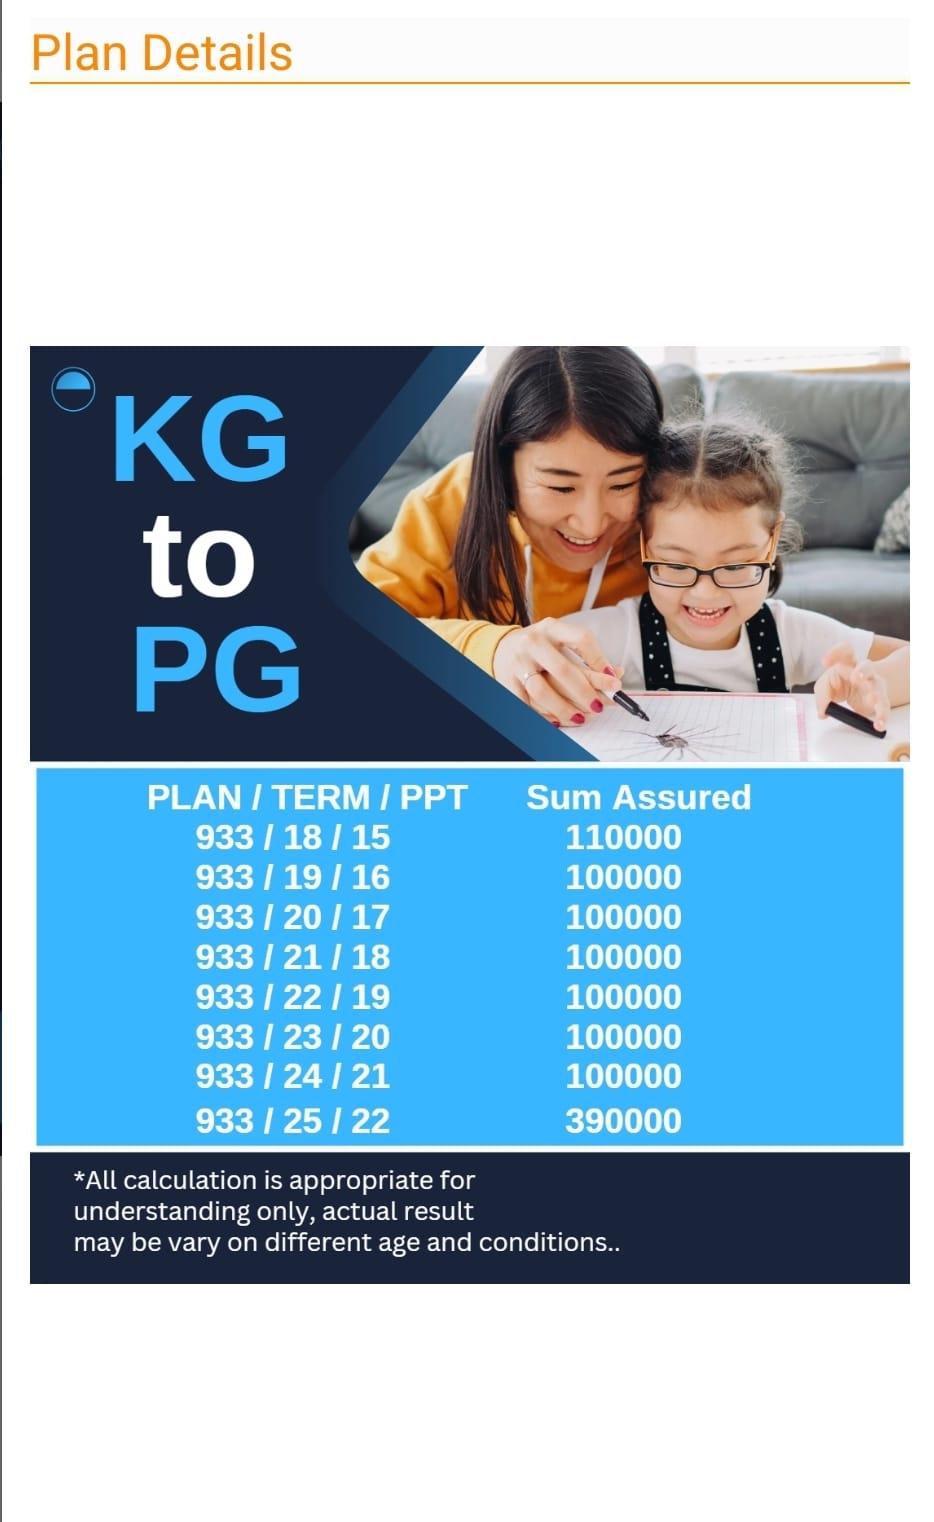 Plan Details
KG
to
PG
PLAN / TERM / PPT Sum Assured
933 / 18 / 15 110000
933 / 19 / 16 100000
933 / 20 / 17 100000
933 / 21 / 18 100000
933 / 22 / 19 100000
933 / 23 / 20 100000
933 / 24 / 21 100000
933 / 25 / 22 390000
*All calculation is appropriate for
understanding only, actual result
may be vary on different age and conditions..